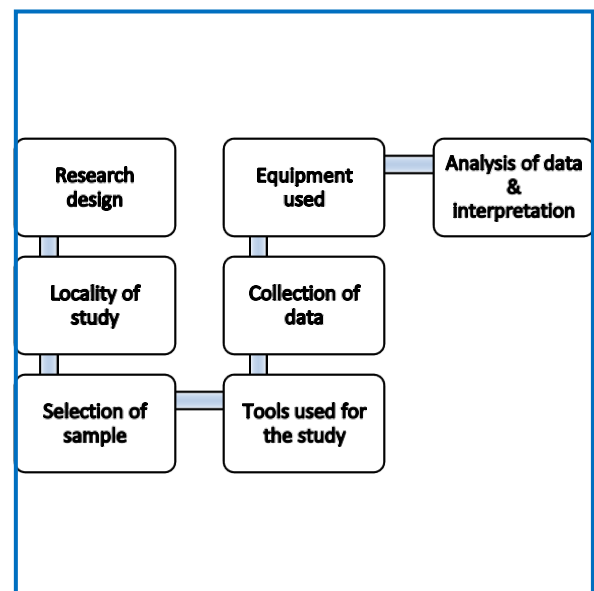 Research
design
Locality of
study
Selection of
sample
Tools used for
the study
Collection of
data
Equipment
used
Analysis of data
&
interpretation